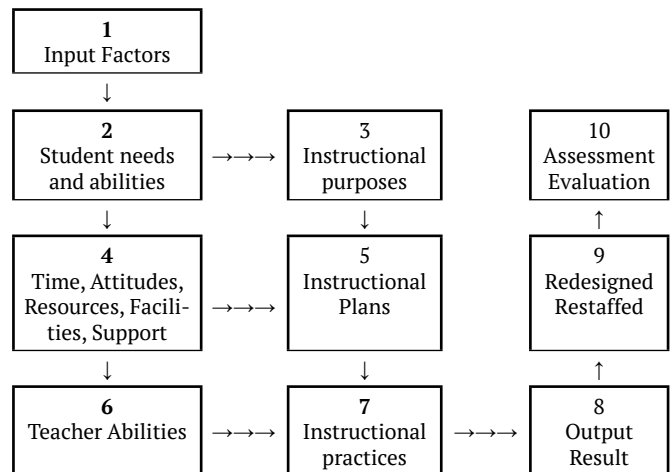 1
Input Factors
↓
2
Student needs
and abilities
→→→
3
Instructional
purposes
10
Assessment
Evaluation
↓
↓
↑
4
Time, Attitudes,
Resources, Facili-
ties, Support
→→→
5
Instructional
Plans
9
Redesigned
Restaffed
↓
↓
↑
6
Teacher Abilities
→→→
7
Instructional
practices
→→→
8
Output
Result